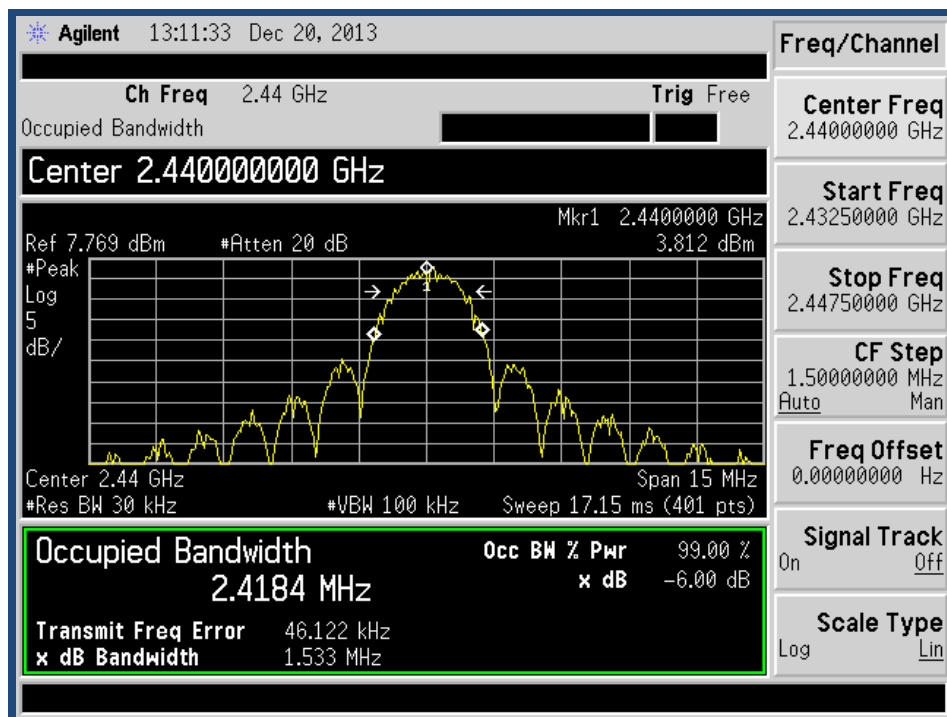 Agilent 13:11:33 Dec 20, 2013
Freq/Channel
Ch Freq 2.44 GHz Trig Free
Occupied Bandwidth
Center 2.440000000 GHz
Mkr1 2.4400000 GHz
Ref 7.769 dBm #Atten 20 dB 3.812 dBm
#Peak
Log
5
dB/
1
Center 2.44 GHz Span 15 MHz
#Res BW 30 kHz #VBW 100 kHz Sweep 17.15 ms (401 pts)
Occupied Bandwidth
2.4184 MHz
Occ BW % Pwr 99.00 %
x dB -6.00 dB
Transmit Freq Error 46.122 kHz
x dB Bandwidth 1.533 MHz
Center Freq
2.44000000 GHz
Start Freq
2.43250000 GHz
Stop Freq
2.44750000 GHz
CF Step
1.50000000 MHz
Auto Man
Freq Offset
0.00000000 Hz
Signal Track
On Off
Scale Type
Log Lin